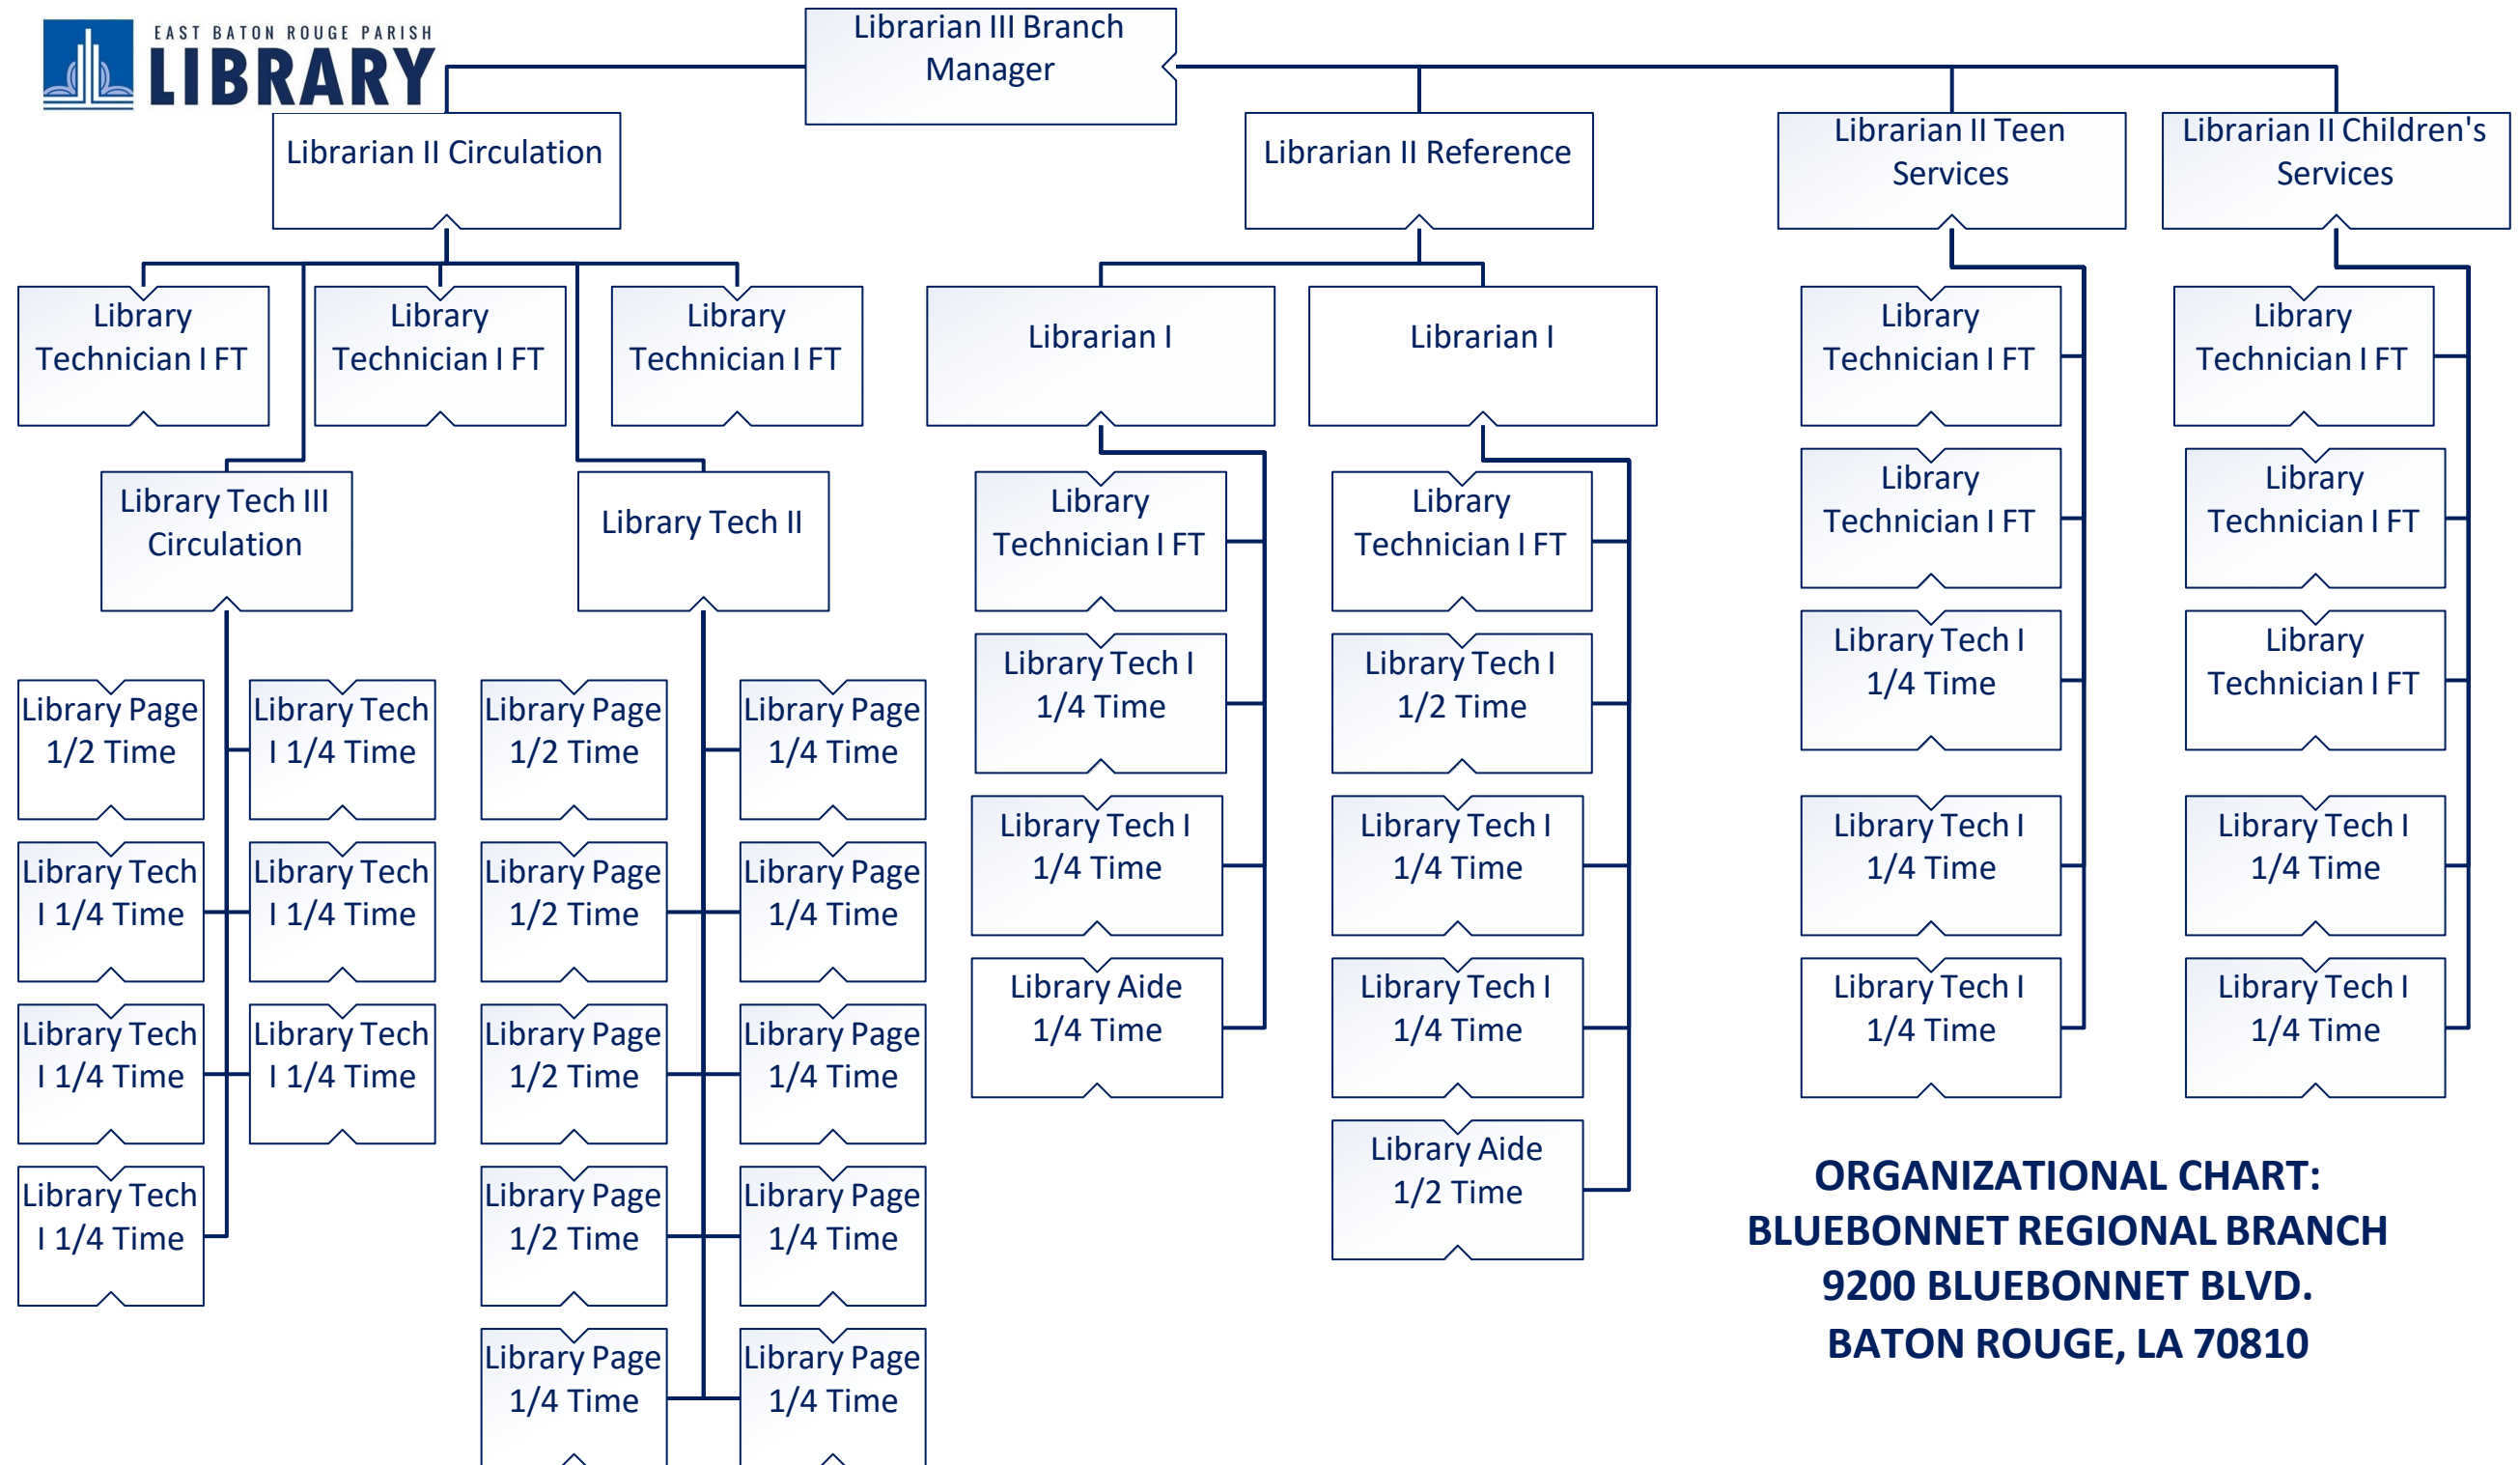 EAST BATON ROUGE PARISH
LIBRARY
Librarian III Branch
Manager
Librarian II Circulation
Librarian II Reference
Librarian II Teen
Services
Librarian II Children's
Services
Library
Technician I FT
Library
Technician I FT
Library
Technician I FT
Library Tech III
Circulation
Library Tech II
Library Page
1/2 Time
Library Tech
I 1/4 Time
Library Tech
I 1/4 Time
Library Tech
I 1/4 Time
Library Tech
I 1/4 Time
Library Tech
I 1/4 Time
Library Tech
I 1/4 Time
Library Page
1/2 Time
Library Page
1/4 Time
Library Page
1/2 Time
Library Page
1/4 Time
Library Page
1/2 Time
Library Page
1/4 Time
Library Page
1/2 Time
Library Page
1/4 Time
Library Page
1/4 Time
Library Page
1/4 Time
Librarian I
Library
Technician I FT
Library Tech I
1/4 Time
Library Tech I
1/4 Time
Library Aide
1/4 Time
Librarian I
Library
Technician I FT
Library Tech I
1/2 Time
Library Tech I
1/4 Time
Library Tech I
1/4 Time
Library Aide
1/2 Time
Library
Technician I FT
Library
Technician I FT
Library Tech I
1/4 Time
Library Tech I
1/4 Time
Library Tech I
1/4 Time
Library
Technician I FT
Library
Technician I FT
Library
Technician I FT
Library Tech I
1/4 Time
Library Tech I
1/4 Time
ORGANIZATIONAL CHART:
BLUEBONNET REGIONAL BRANCH
9200 BLUEBONNET BLVD.
BATON ROUGE, LA 70810